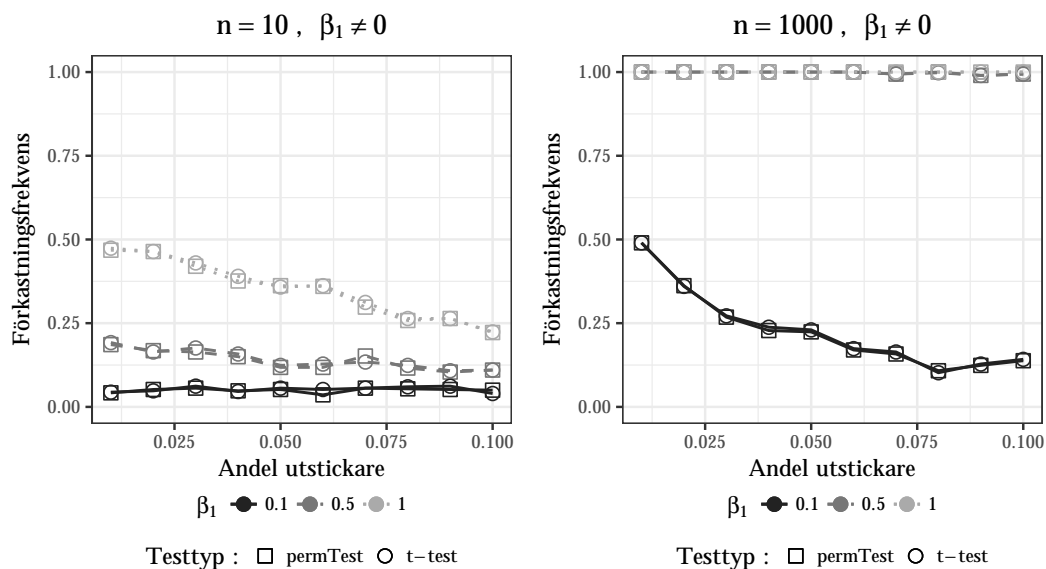 n = 10 , β₁ ≠ 0
Förkastningsfrekvens
1.00
0.75
0.50
0.25
0.00
0.025
0.050
0.075
0.100
Andel utstickare
β₁ 0.1 0.5 1
Testtyp : permTest t−test
n = 1000 , β₁ ≠ 0
Förkastningsfrekvens
1.00
0.75
0.50
0.25
0.00
0.025
0.050
0.075
0.100
Andel utstickare
β₁ 0.1 0.5 1
Testtyp : permTest t−test